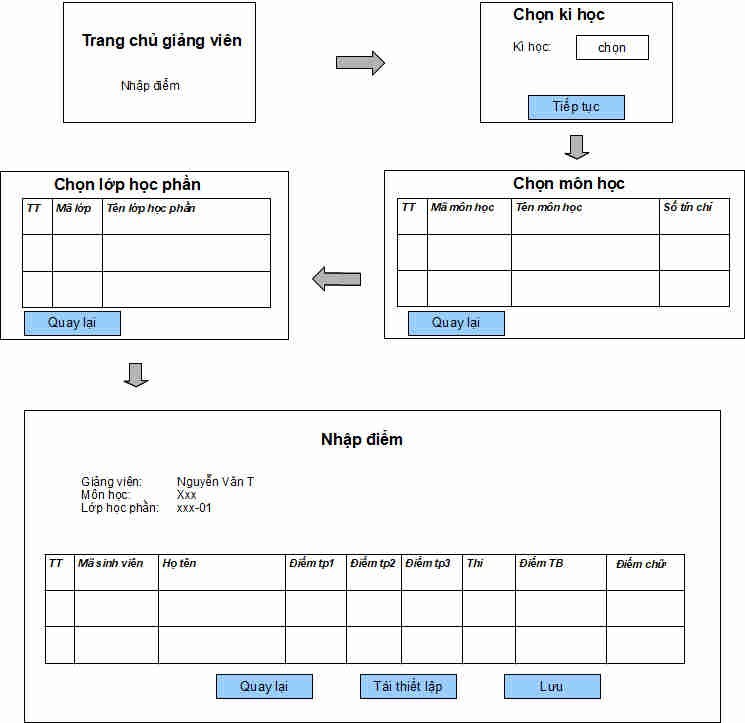 Trang chủ giảng viên
Nhập điểm
Chọn kì học
Kì học: chọn
Tiếp tục
Chọn môn học
TT Mã môn học Tên môn học Số tín chỉ
Quay lại
Chọn lớp học phần
TT Mã lớp Tên lớp học phần
Quay lại
Nhập điểm
Giảng viên: Nguyễn Văn T
Môn học: Xxx
Lớp học phần: xxx-01
TT Mã sinh viên Họ tên Điểm tp1 Điểm tp2 Điểm tp3 Thi Điểm TB Điểm chữ
Quay lại Tái thiết lập Lưu